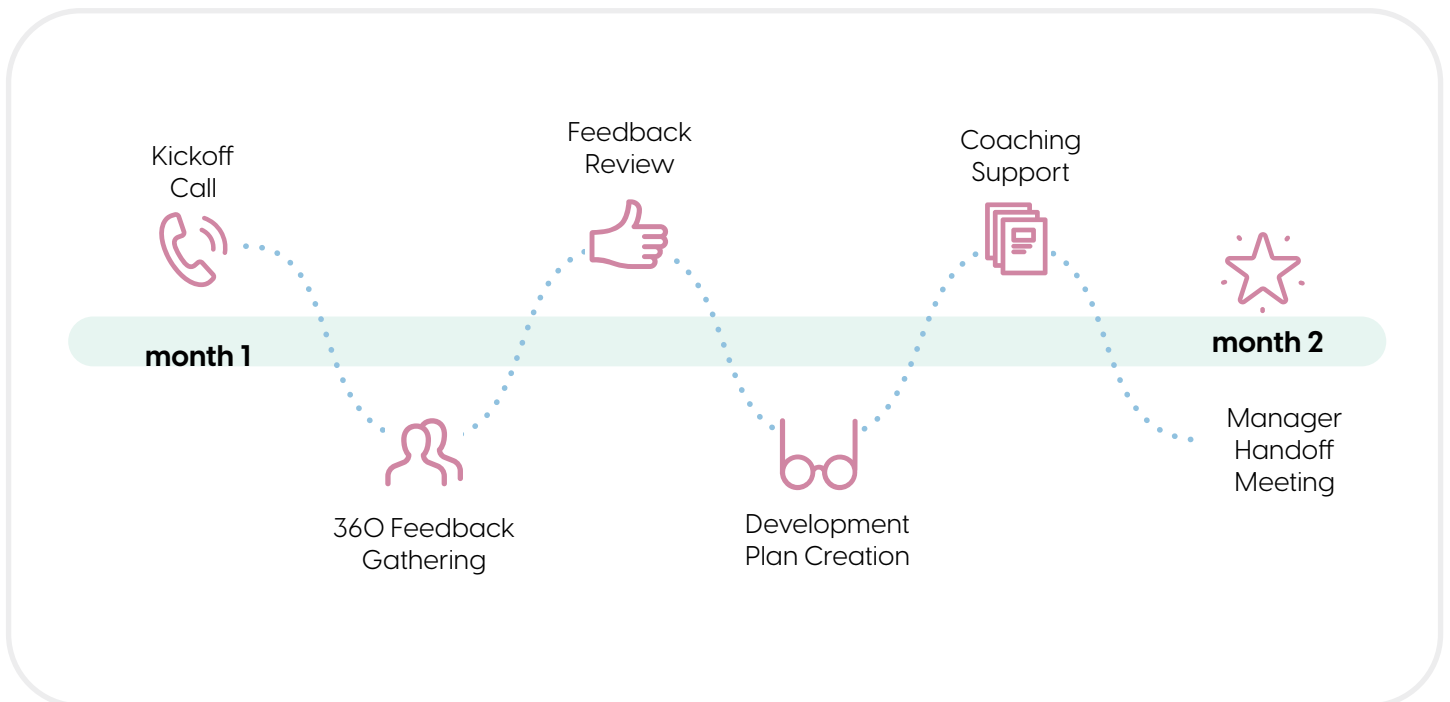 Kickoff
Call
Feedback
Review
Coaching
Support
month 1
month 2
360 Feedback
Gathering
Development
Plan Creation
Manager
Handoff
Meeting